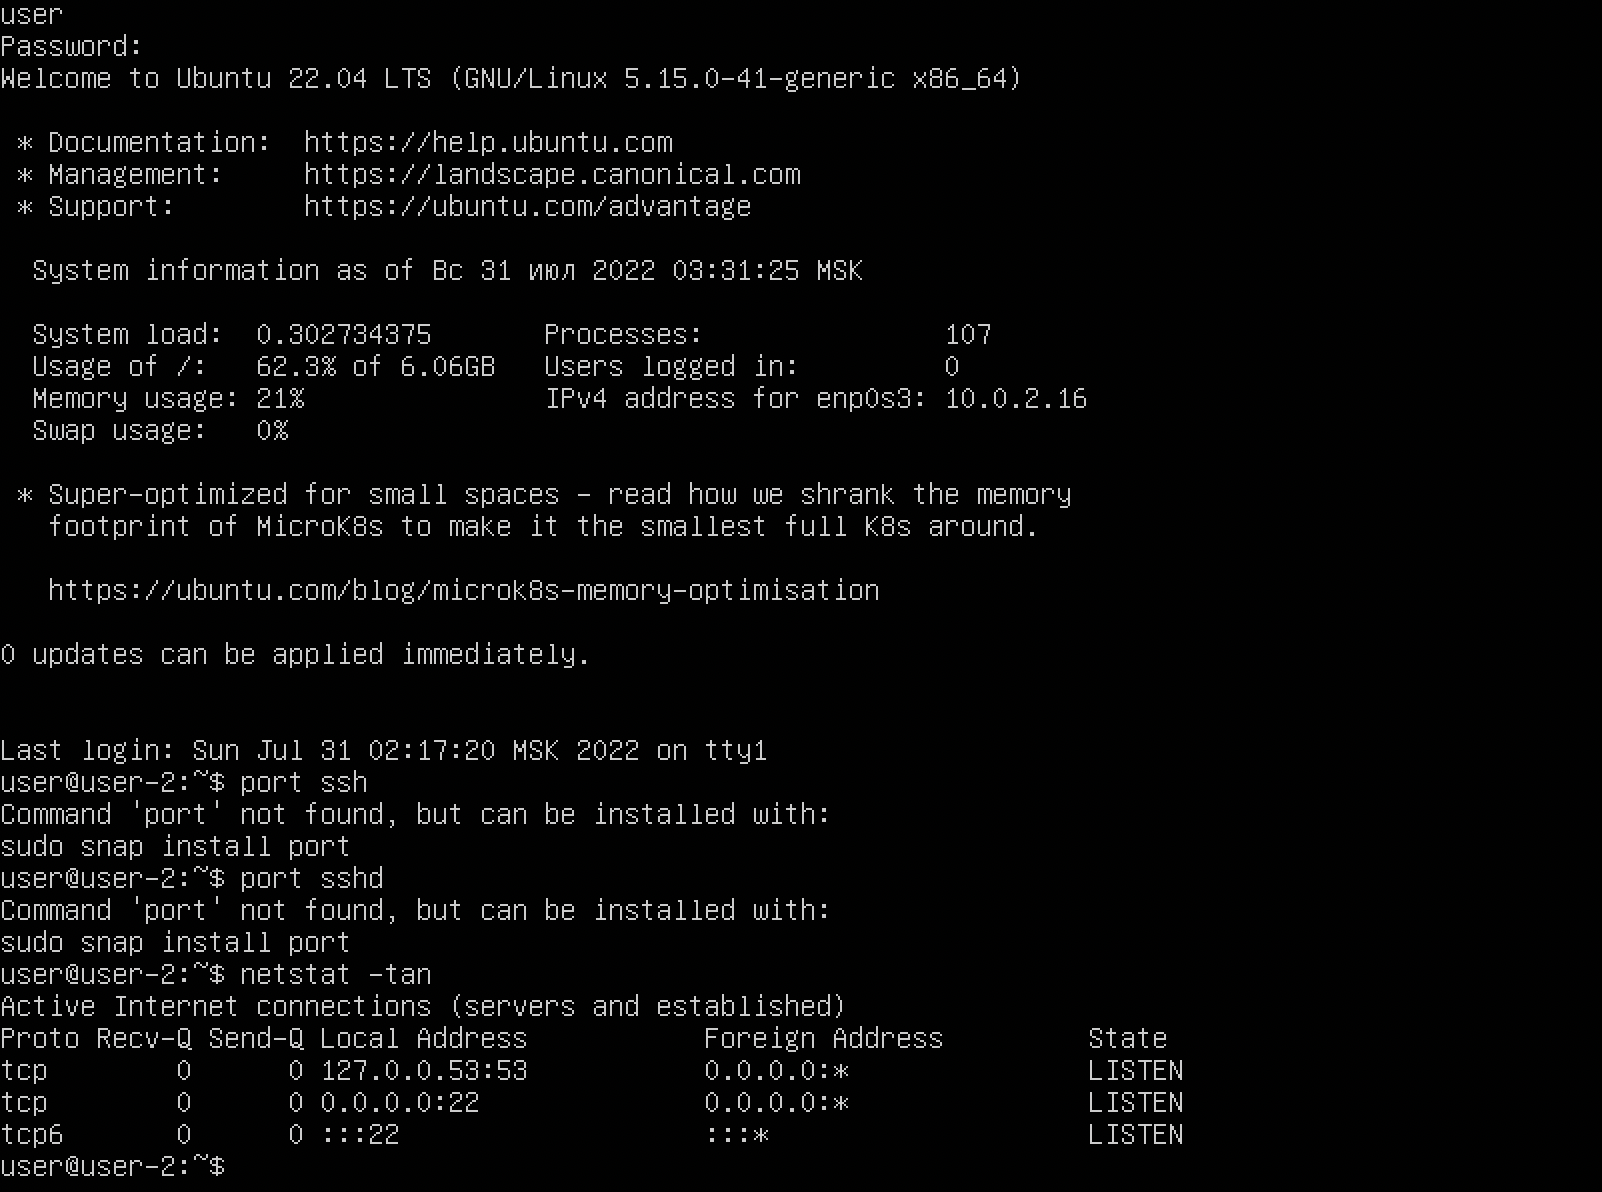 user
Password:
Welcome to Ubuntu 22.04 LTS (GNU/Linux 5.15.0-41-generic x86_64)

 * Documentation:  https://help.ubuntu.com
 * Management:     https://landscape.canonical.com
 * Support:        https://ubuntu.com/advantage

  System information as of Вс 31 июл 2022 03:31:25 MSK

  System load:  0.302734375       Processes:               107
  Usage of /:   62.3% of 6.06GB   Users logged in:         0
  Memory usage: 21%               IPv4 address for enp0s3: 10.0.2.16
  Swap usage:   0%

 * Super-optimized for small spaces - read how we shrank the memory
   footprint of MicroK8s to make it the smallest full K8s around.

   https://ubuntu.com/blog/microk8s-memory-optimisation

0 updates can be applied immediately.


Last login: Sun Jul 31 02:17:20 MSK 2022 on tty1
user@user-2:~$ port ssh
Command 'port' not found, but can be installed with:
sudo snap install port
user@user-2:~$ port sshd
Command 'port' not found, but can be installed with:
sudo snap install port
user@user-2:~$ netstat -tan
Active Internet connections (servers and established)
Proto Recv-Q Send-Q Local Address           Foreign Address         State
tcp        0      0 127.0.0.53:53           0.0.0.0:*               LISTEN
tcp        0      0 0.0.0.0:22              0.0.0.0:*               LISTEN
tcp6       0      0 :::22                   :::*                    LISTEN
user@user-2:~$